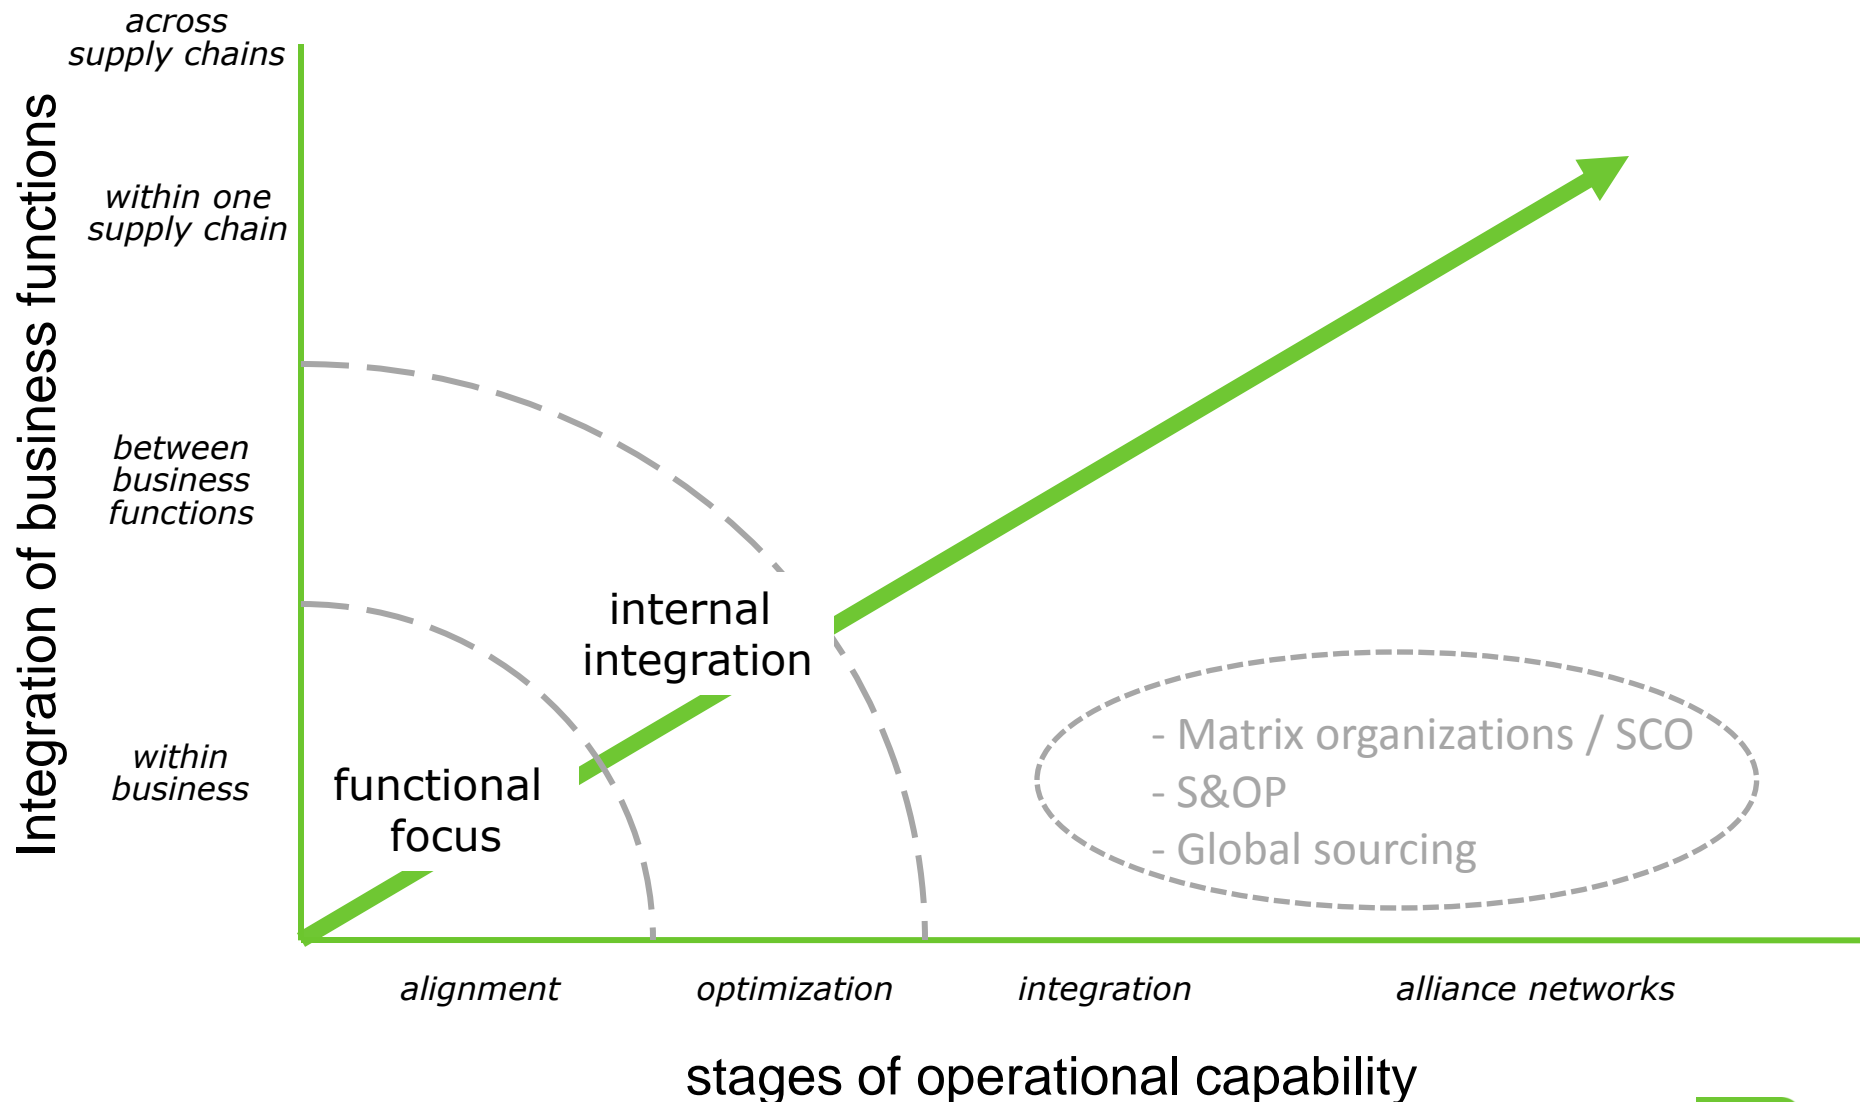 across
supply chains
Integration of business functions
within one
supply chain
between
business
functions
internal
integration
- Matrix organizations / SCO
- S&OP
- Global sourcing
within
business
functional
focus
alignment
optimization
integration
alliance networks
stages of operational capability